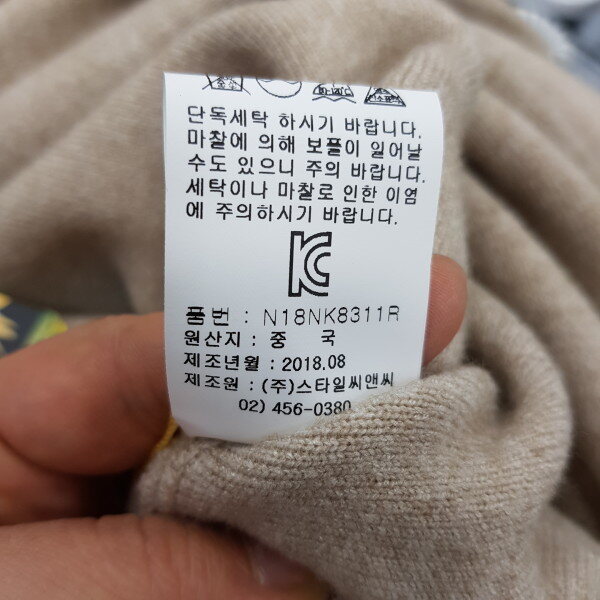 단독세탁 하시기 바랍니다.
마찰에 의해 보풀이 일어날
수도 있으니 주의 바랍니다.
세탁이나 마찰로 인한 이염
에 주의하시기 바랍니다.
품번 : N18NK8311R
원산지 : 중 국
제조년월 : 2018.08
제조원 : (주)스타일씨앤씨
02) 456-0380